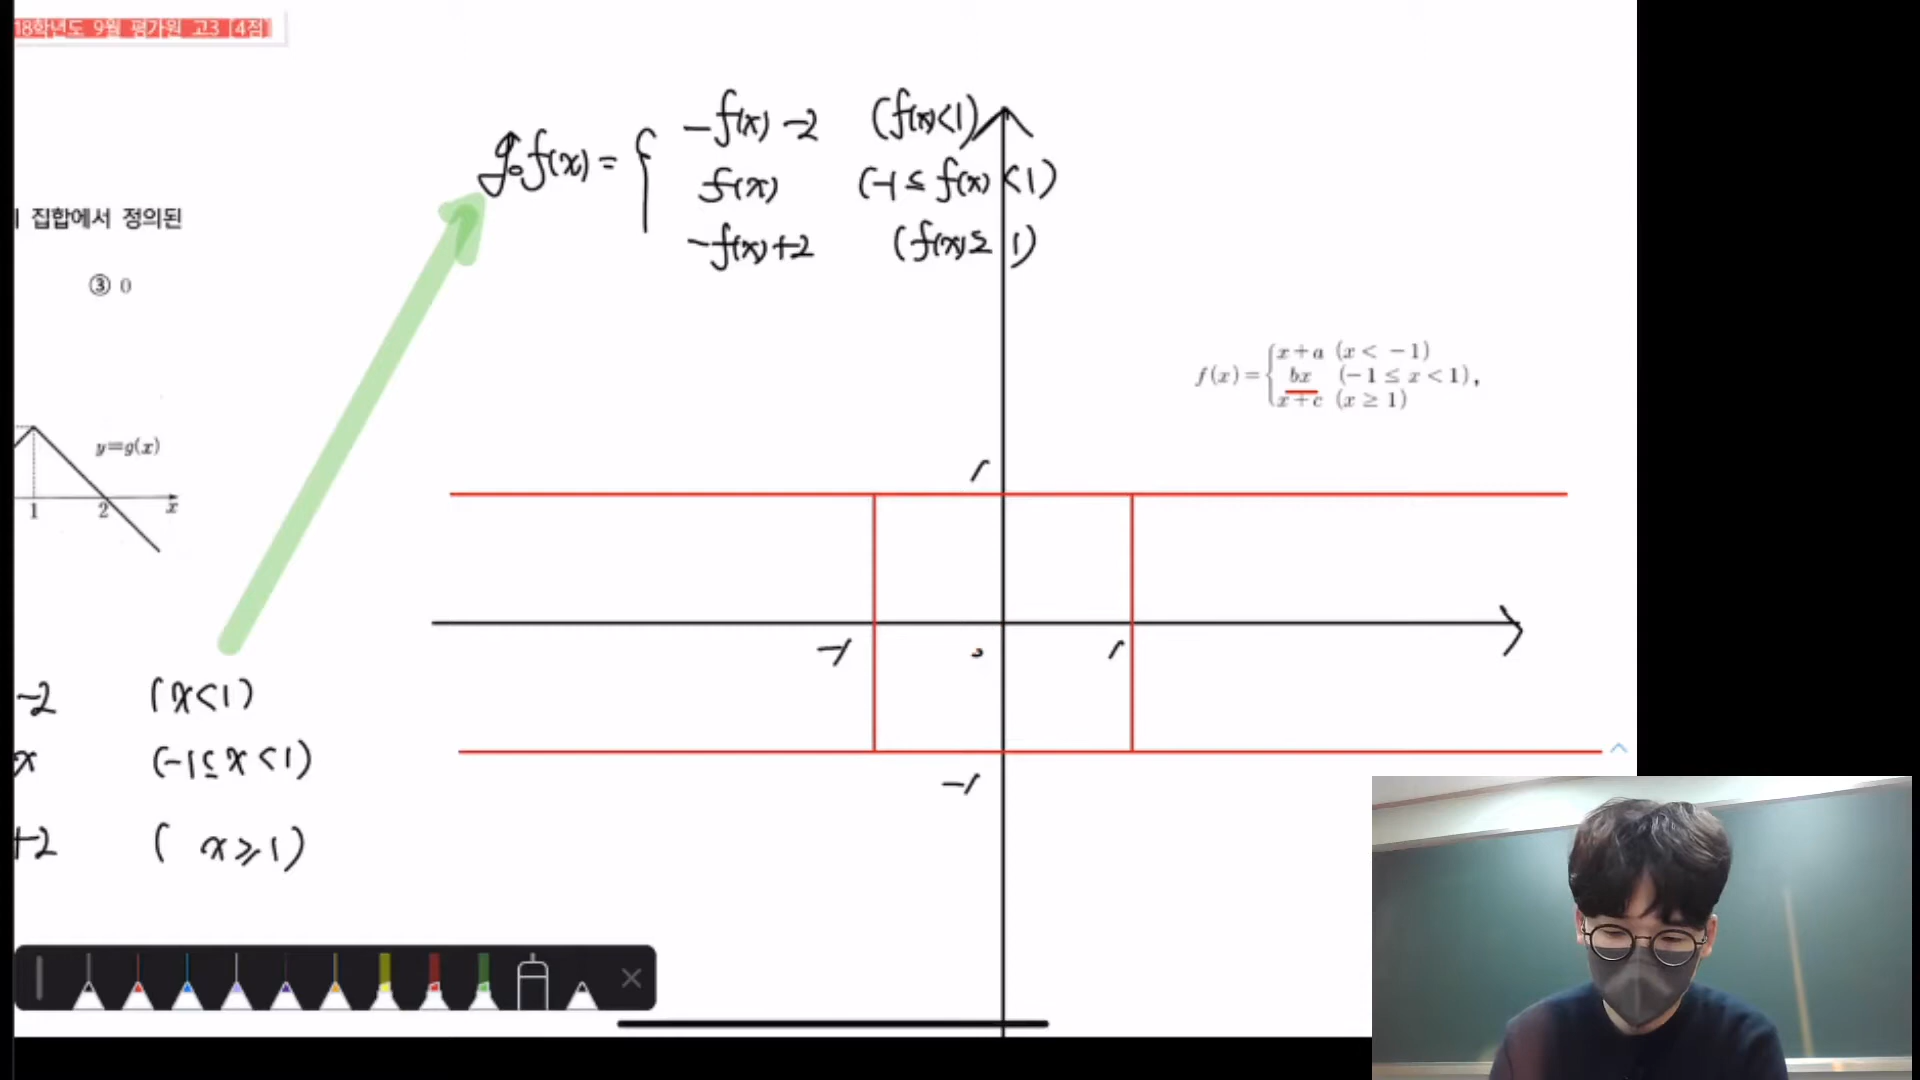 18학년도 9월 평가원 고3 [4점]
g∘f(x) = { -f(x) -2 (f(x)<1)
f(x) (-1 ≤ f(x) < 1)
-f(x)+2 (f(x) ≥ 1)
집합에서 정의된
③ 0
f(x) = { x+a (x < -1)
bx (-1 ≤ x < 1),
x+c (x ≥ 1)
y=g(x)
1 2 x
1
-1 0 1
-1
-2 (x<1)
x (-1 ≤ x < 1)
+2 ( x ≥ 1)